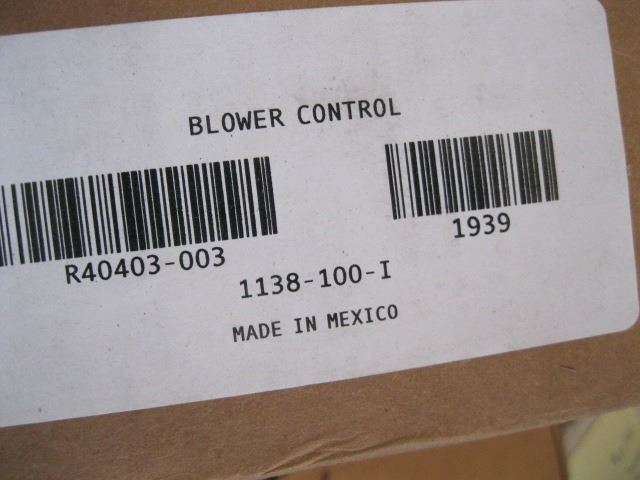 BLOWER CONTROL
R40403-003
1939
1138-100-I
MADE IN MEXICO